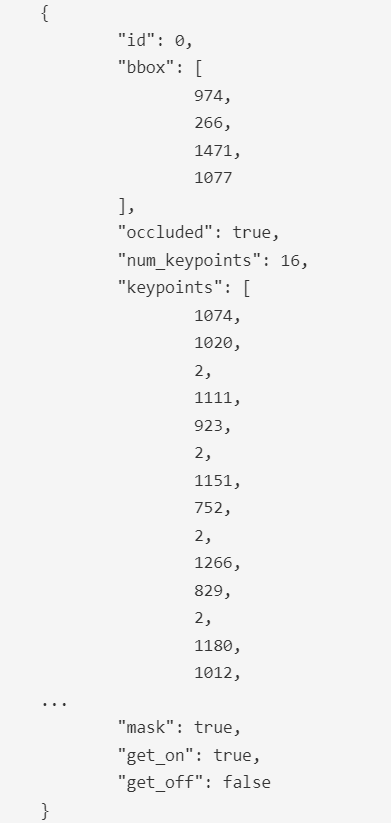 {
"id": 0,
"bbox": [
974,
266,
1471,
1077
],
"occluded": true,
"num_keypoints": 16,
"keypoints": [
1074,
1020,
2,
1111,
923,
2,
1151,
752,
2,
1266,
829,
2,
1180,
1012,
...
"mask": true,
"get_on": true,
"get_off": false
}